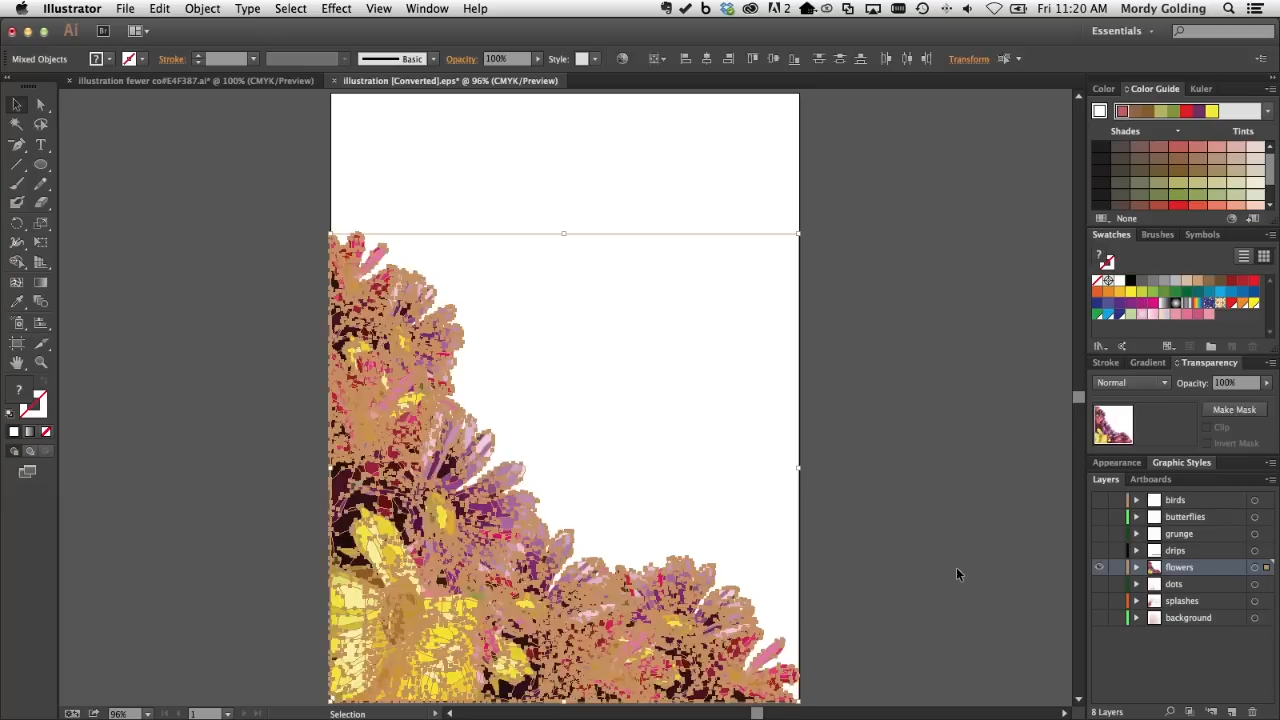 Illustrator File Edit Object Type Select Effect View Window Help 2 Fri 11:20 AM Mordy Golding
Ai Br Essentials
Mixed Objects ? Stroke: Basic Opacity: 100% Style: Transform
× illustration fewer co#E4F387.ai* @ 100% (CMYK/Preview) × illustration [Converted].eps* @ 96% (CMYK/Preview)
Color Color Guide Kuler
Shades Tints
None
Swatches Brushes Symbols
?
Stroke Gradient Transparency
Normal Opacity: 100%
Make Mask
Clip
Invert Mask
Appearance Graphic Styles
Layers Artboards
birds
butterflies
grunge
drips
flowers
dots
splashes
background
T
?
96% 1 Selection 8 Layers